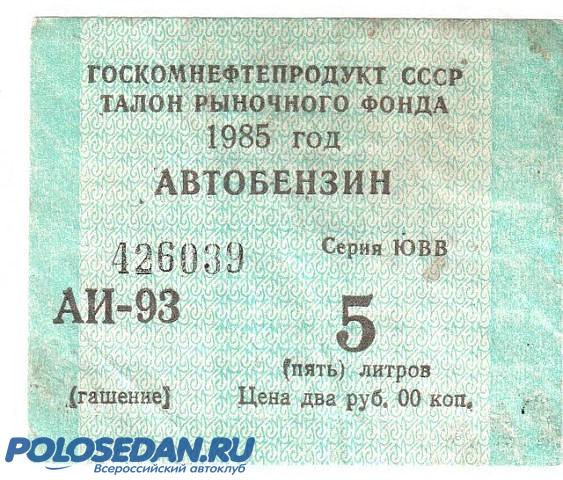 ГОСКОМНЕФТЕПРОДУКТ СССР
ТАЛОН РЫНОЧНОГО ФОНДА
1985 год
АВТОБЕНЗИН
426039 Серия ЮВВ
АИ-93 5
(пять) литров
(гашение] Цена два руб. 00 коп.
POLOSEDAN.RU
Всероссийский автоклуб